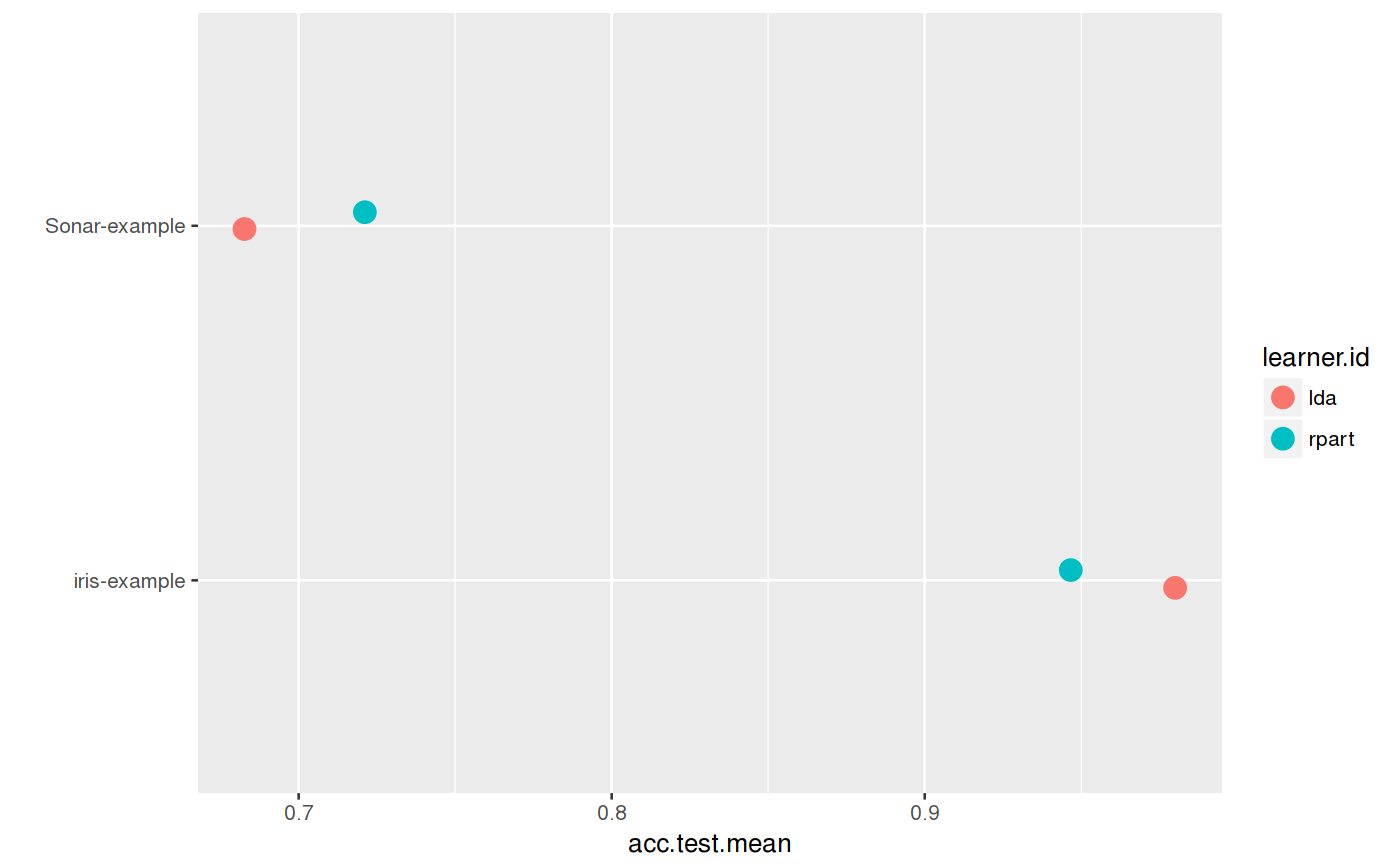 Sonar-example
iris-example
0.7
0.8
0.9
acc.test.mean
learner.id
lda
rpart